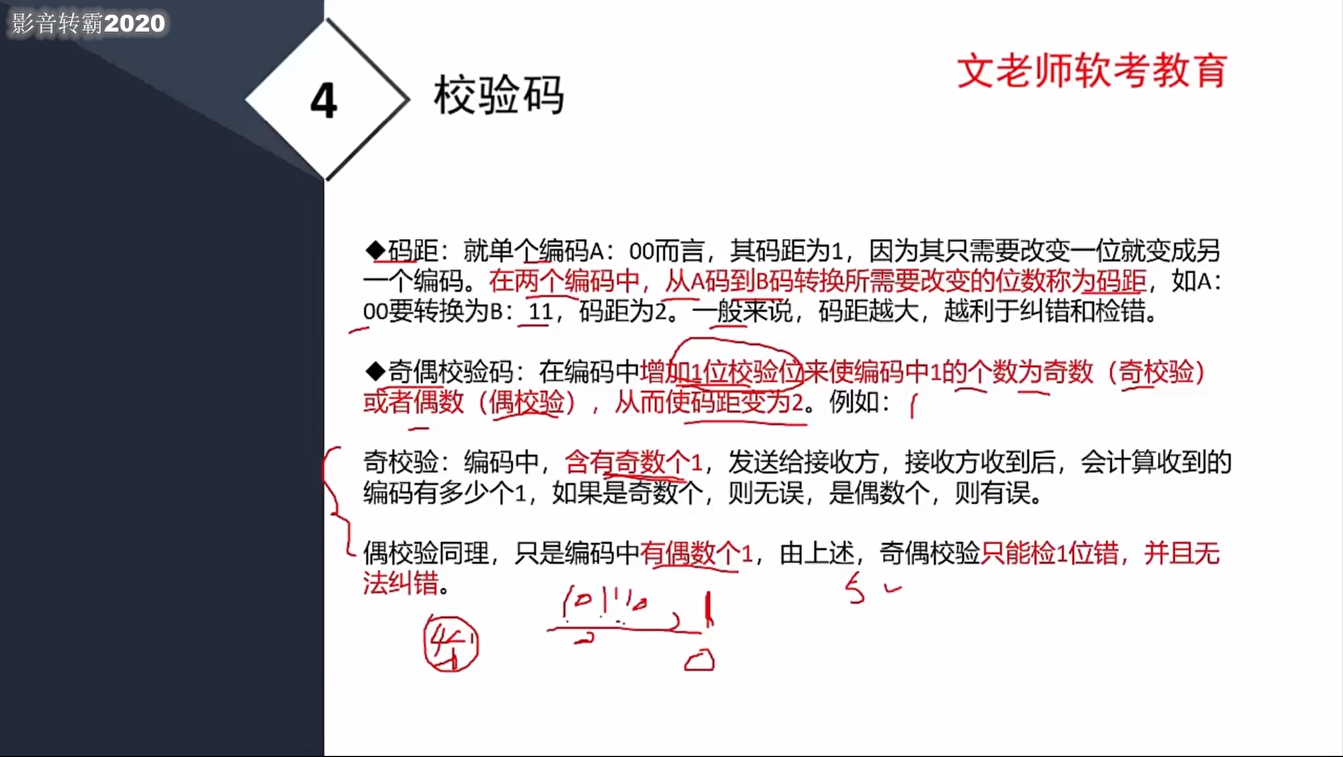 影音转霸2020
4
校验码
文老师软考教育
◆码距：就单个编码A：00而言，其码距为1，因为其只需要改变一位就变成另
一个编码。在两个编码中，从A码到B码转换所需要改变的位数称为码距，如A：
00要转换为B：11，码距为2。一般来说，码距越大，越利于纠错和检错。
◆奇偶校验码：在编码中增加1位校验位来使编码中1的个数为奇数（奇校验）
或者偶数（偶校验），从而使码距变为2。例如：
奇校验：编码中，含有奇数个1，发送给接收方，接收方收到后，会计算收到的
编码有多少个1，如果是奇数个，则无误，是偶数个，则有误。
偶校验同理，只是编码中有偶数个1，由上述，奇偶校验只能检1位错，并且无
法纠错。
5
101110, 1
0